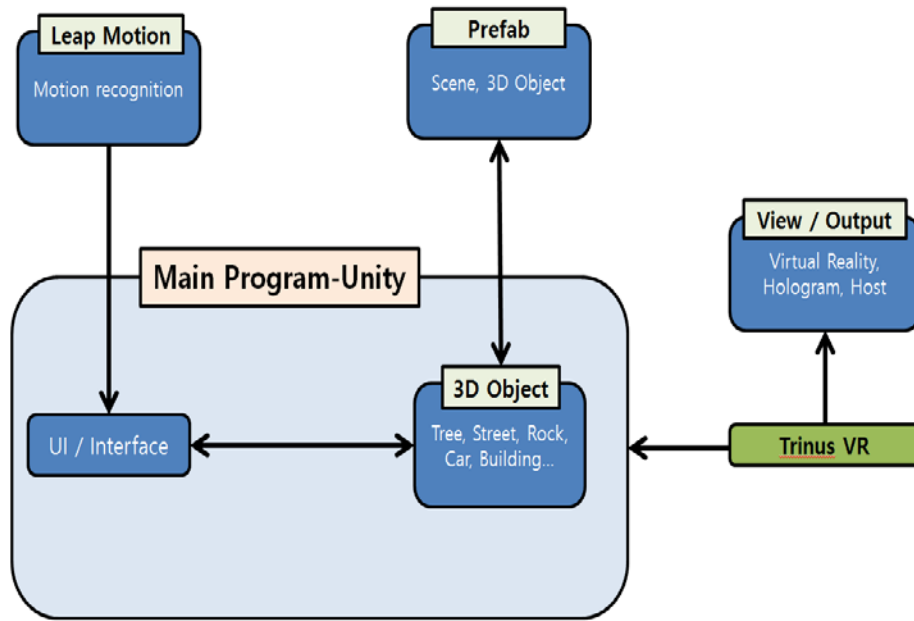 Leap Motion
Motion recognition
Prefab
Scene, 3D Object
View / Output
Virtual Reality,
Hologram, Host
Main Program-Unity
3D Object
Tree, Street, Rock,
Car, Building...
UI / Interface
Trinus VR